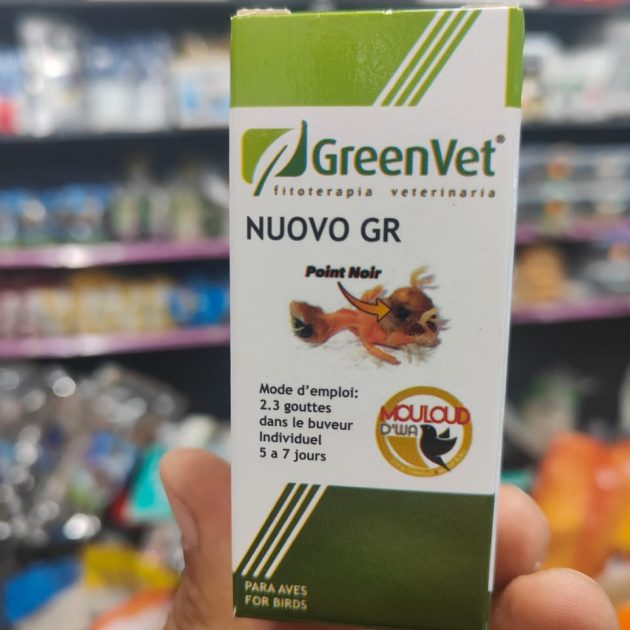 GreenVet®
fitoterapia veterinaria
NUOVO GR
Point Noir
Mode d'emploi:
2.3 gouttes
dans le buveur
Individuel
5 a 7 jours
MOULOUD
D'WA
PARA AVES
FOR BIRDS